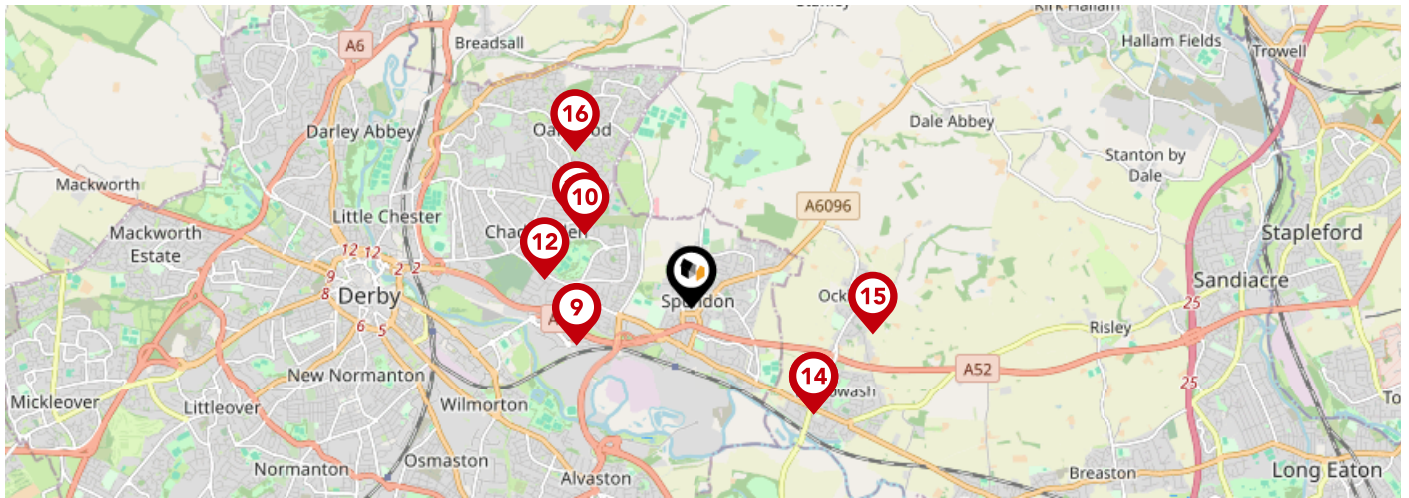 Stanley
Kirk Hallam
A6
Breadsall
Hallam Fields
Trowell
16
Darley Abbey
Dale Abbey
Stanton by
Dale
Mackworth
10
A6096
Little Chester
Mackworth
Estate
12
Stapleford
12 12
2 2
9
8
Derby
6 5
Sandiacre
15
25
9
Risley
14
A52
25
New Normanton
Mickleover
Littleover
Wilmorton
Normanton
Osmaston
Alvaston
Breaston
Long Eaton